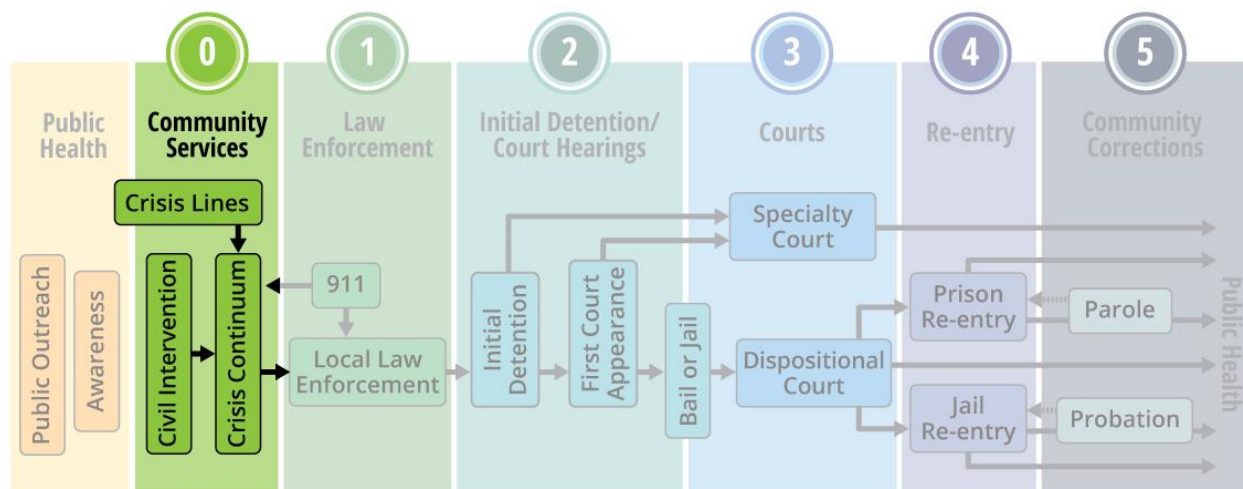 0
1
2
3
4
5
Public
Health
Community
Services
Law
Enforcement
Initial Detention/
Court Hearings
Courts
Re-entry
Community
Corrections
Crisis Lines
Public Outreach
Awareness
Civil Intervention
Crisis Continuum
911
Local Law
Enforcement
Initial
Detention
First Court
Appearance
Bail or Jail
Specialty
Court
Dispositional
Court
Prison
Re-entry
Jail
Re-entry
Parole
Probation
Public Health